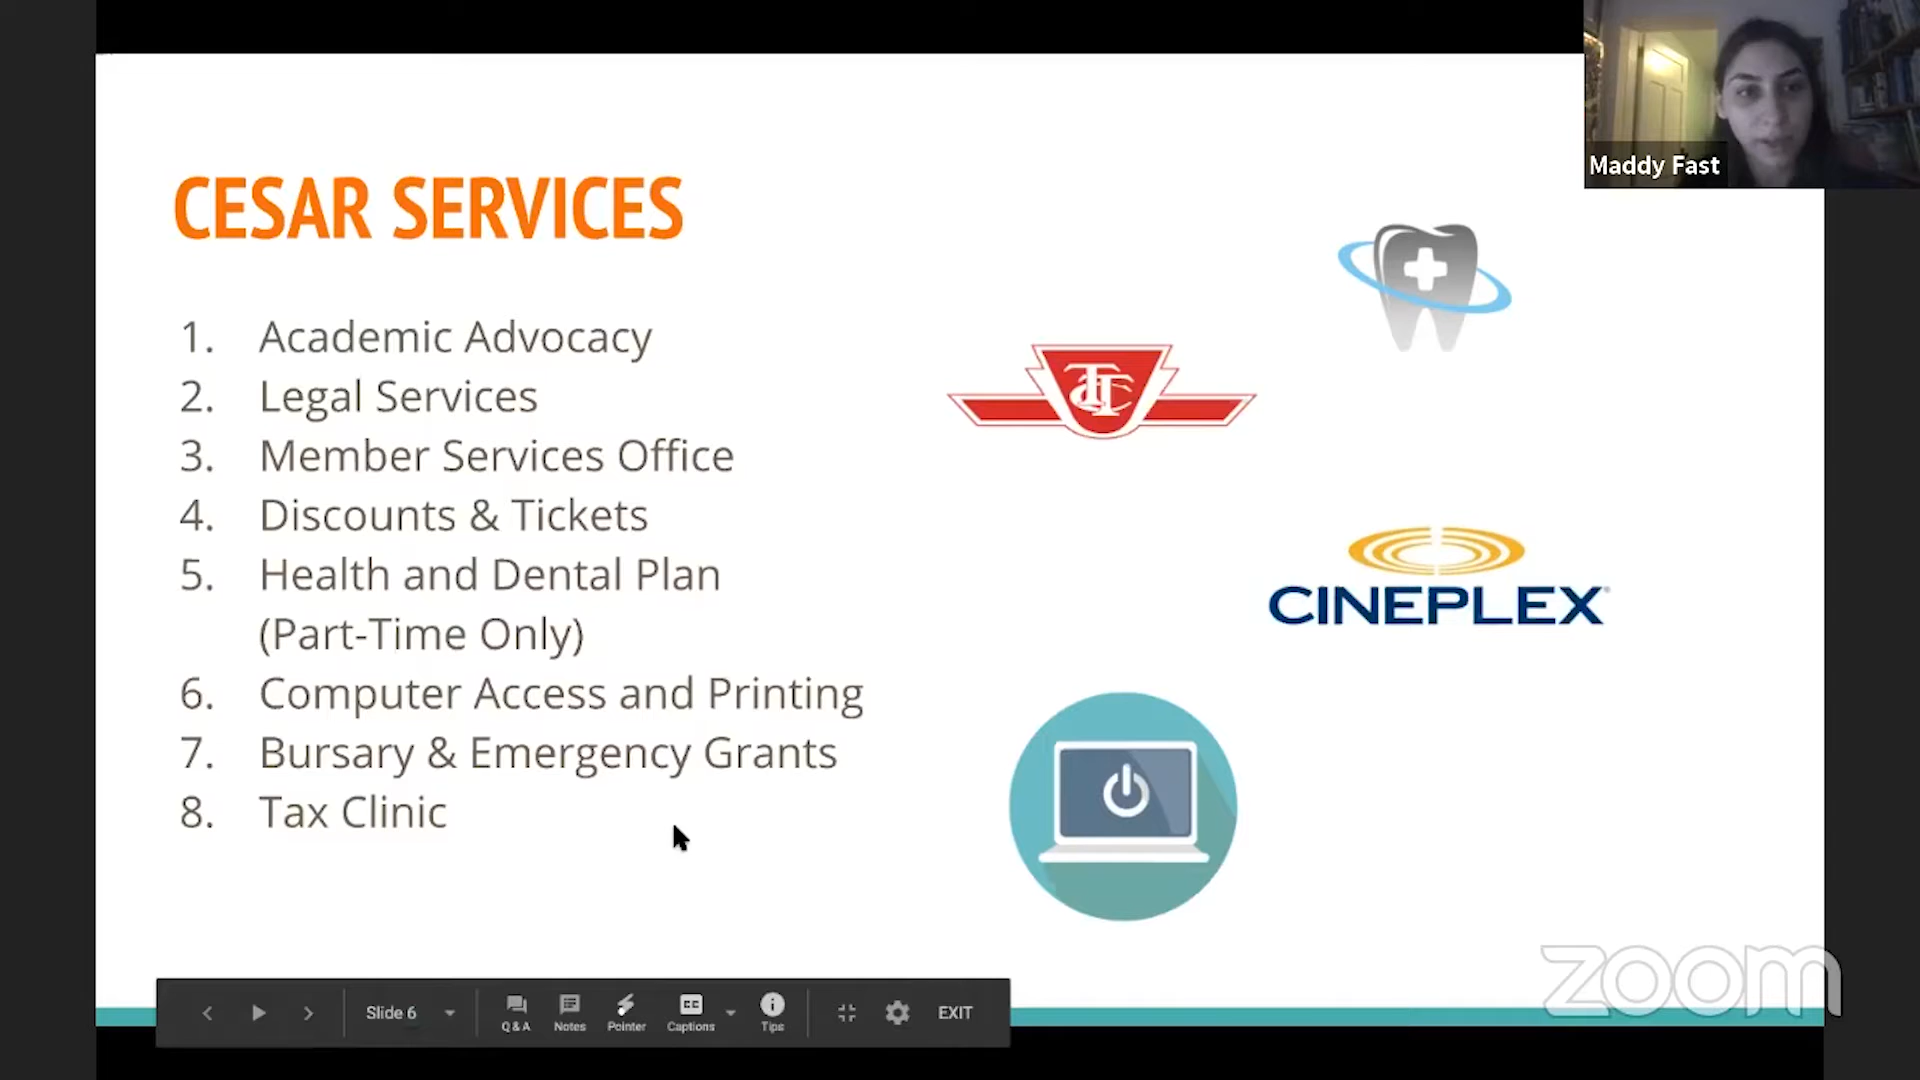 Maddy Fast
CESAR SERVICES
1. Academic Advocacy
2. Legal Services
3. Member Services Office
4. Discounts & Tickets
5. Health and Dental Plan
(Part-Time Only)
6. Computer Access and Printing
7. Bursary & Emergency Grants
8. Tax Clinic
TTC
CINEPLEX
zoom
Slide 6
Q&A
Notes
Pointer
CC
Captions
Tips
EXIT